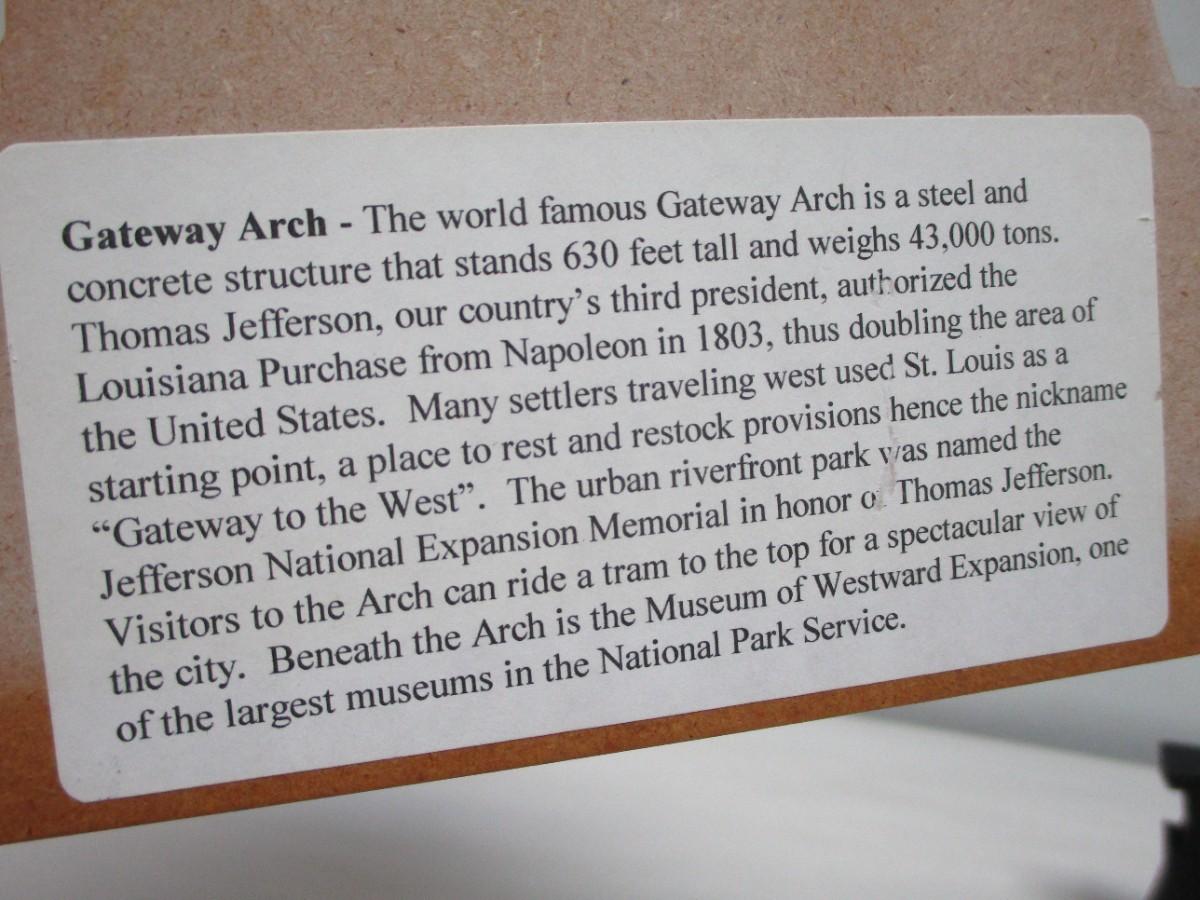 Gateway Arch - The world famous Gateway Arch is a steel and
concrete structure that stands 630 feet tall and weighs 43,000 tons.
Thomas Jefferson, our country's third president, authorized the
Louisiana Purchase from Napoleon in 1803, thus doubling the area of
the United States.  Many settlers traveling west used St. Louis as a
starting point, a place to rest and restock provisions hence the nickname
“Gateway to the West”.  The urban riverfront park was named the
Jefferson National Expansion Memorial in honor of Thomas Jefferson.
Visitors to the Arch can ride a tram to the top for a spectacular view of
the city.  Beneath the Arch is the Museum of Westward Expansion, one
of the largest museums in the National Park Service.